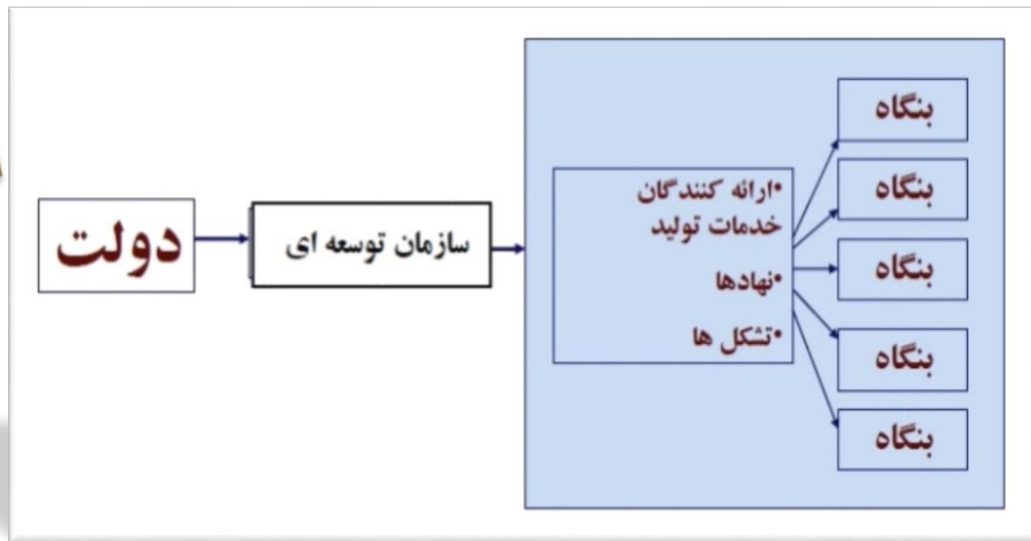 دولت
سازمان توسعه ای
•ارائه کنندگان
خدمات تولید
•نهادها
•تشکل ها
بنگاه
بنگاه
بنگاه
بنگاه
بنگاه